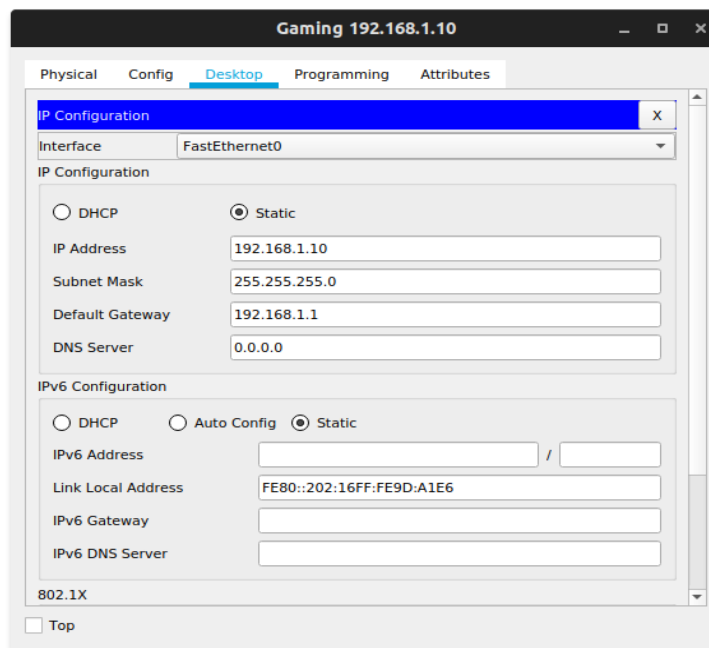 Gaming 192.168.1.10
Physical Config Desktop Programming Attributes
IP Configuration X
Interface FastEthernet0
IP Configuration
DHCP Static
IP Address 192.168.1.10
Subnet Mask 255.255.255.0
Default Gateway 192.168.1.1
DNS Server 0.0.0.0
IPv6 Configuration
DHCP Auto Config Static
IPv6 Address /
Link Local Address FE80::202:16FF:FE9D:A1E6
IPv6 Gateway
IPv6 DNS Server
802.1X
Top